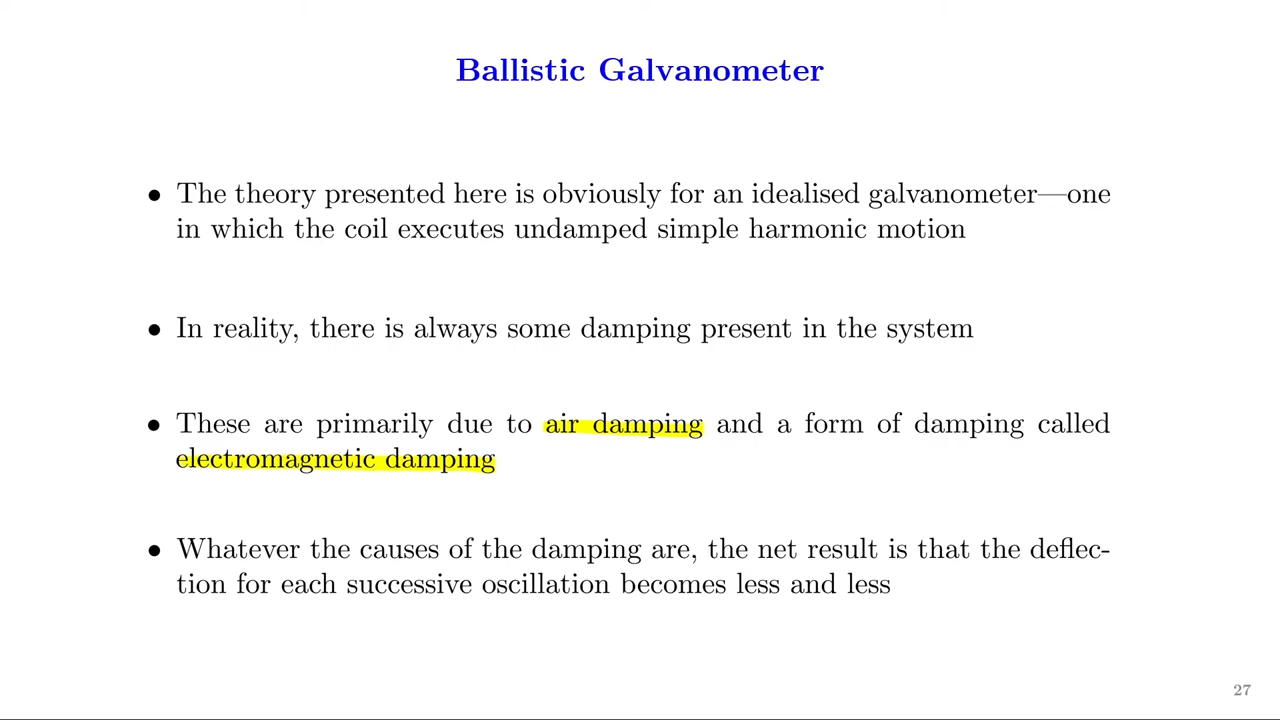 Ballistic Galvanometer
• The theory presented here is obviously for an idealised galvanometer—one
in which the coil executes undamped simple harmonic motion
• In reality, there is always some damping present in the system
• These are primarily due to air damping and a form of damping called
electromagnetic damping
• Whatever the causes of the damping are, the net result is that the deflec-
tion for each successive oscillation becomes less and less
27